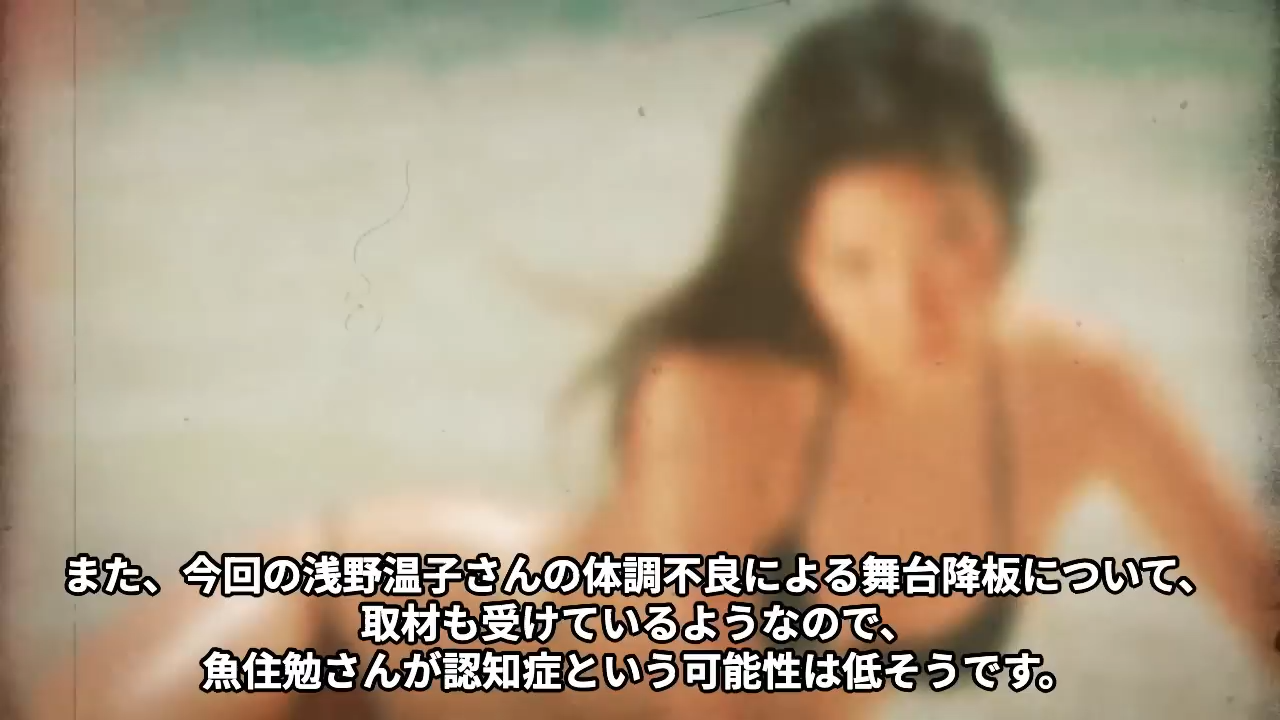 また、今回の浅野温子さんの体調不良による舞台降板について、
取材も受けているようなので、
魚住勉さんが認知症という可能性は低そうです。